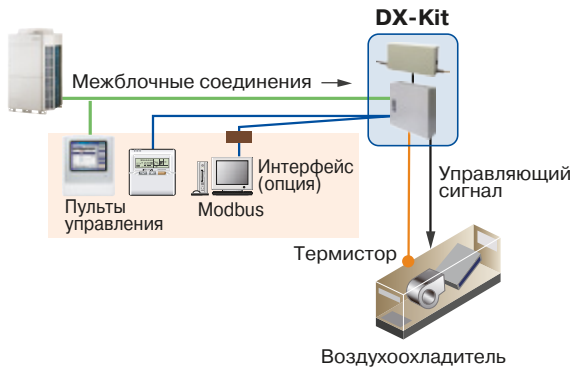 DX-Kit
Межблочные соединения
Интерфейс
(опция)
Управляющий
сигнал
Пульты
управления
Modbus
Термистор
Воздухоохладитель